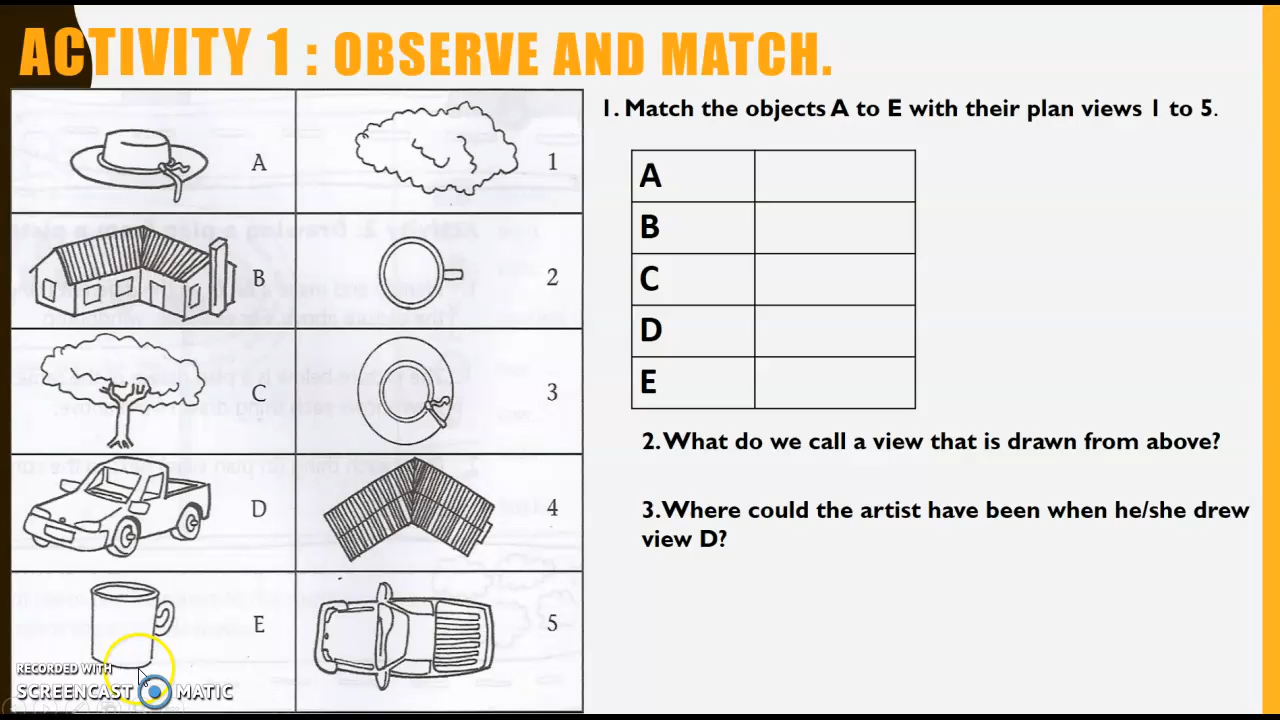 ACTIVITY 1 : OBSERVE AND MATCH.
A
1
B
2
C
3
D
4
E
5
1. Match the objects A to E with their plan views 1 to 5.
A
B
C
D
E
2.What do we call a view that is drawn from above?
3.Where could the artist have been when he/she drew
view D?
RECORDED WITH
SCREENCAST MATIC